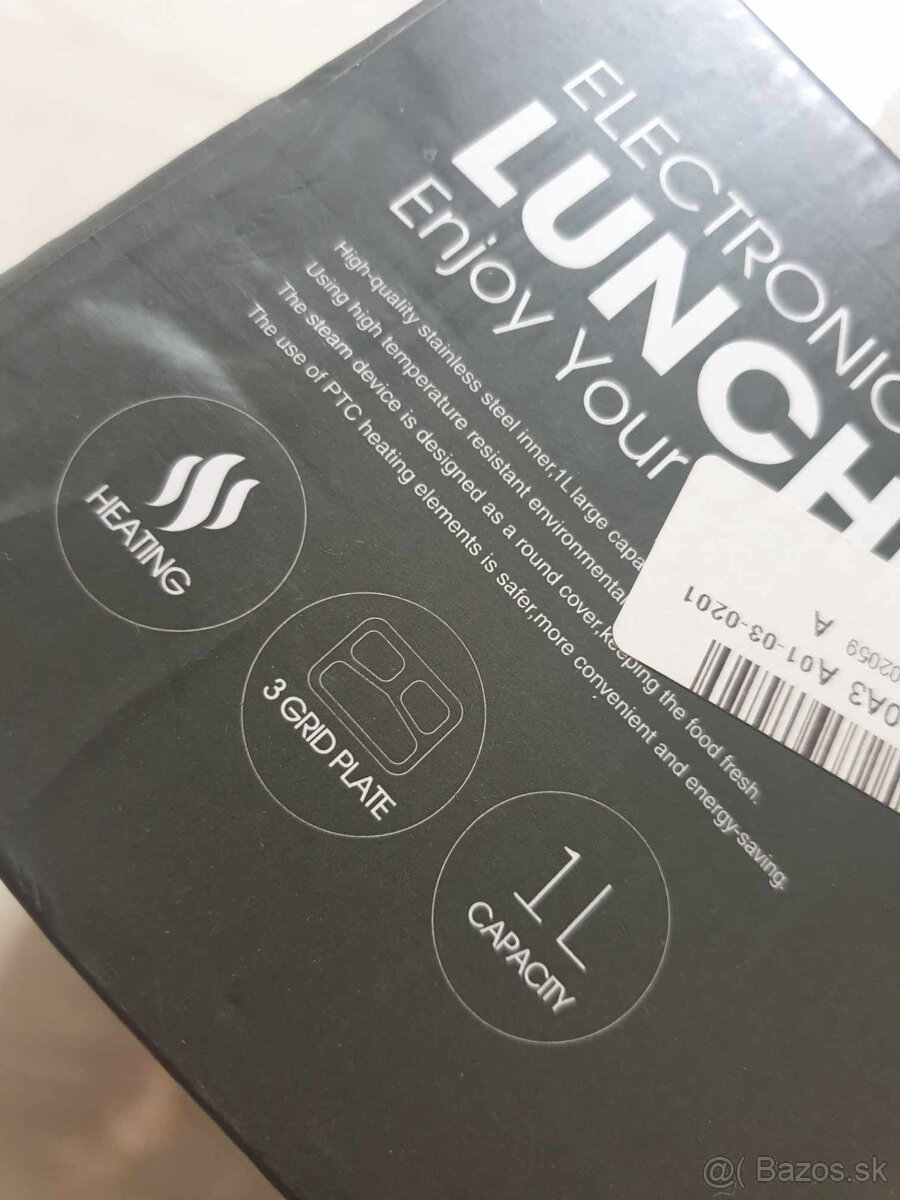 ELECTRONIC
LUNCH
Enjoy Your
High-quality stainless steel inner,1L large capa
Using high temperature resistant environmenta
The steam device is designed as a round cover,keeping the food fresh.
The use of PTC heating elements is safer,more convenient and energy-saving.
HEATING
3 GRID PLATE
1L
CAPACITY
0A3 A01-03-0201
02059 A
@( Bazos.sk